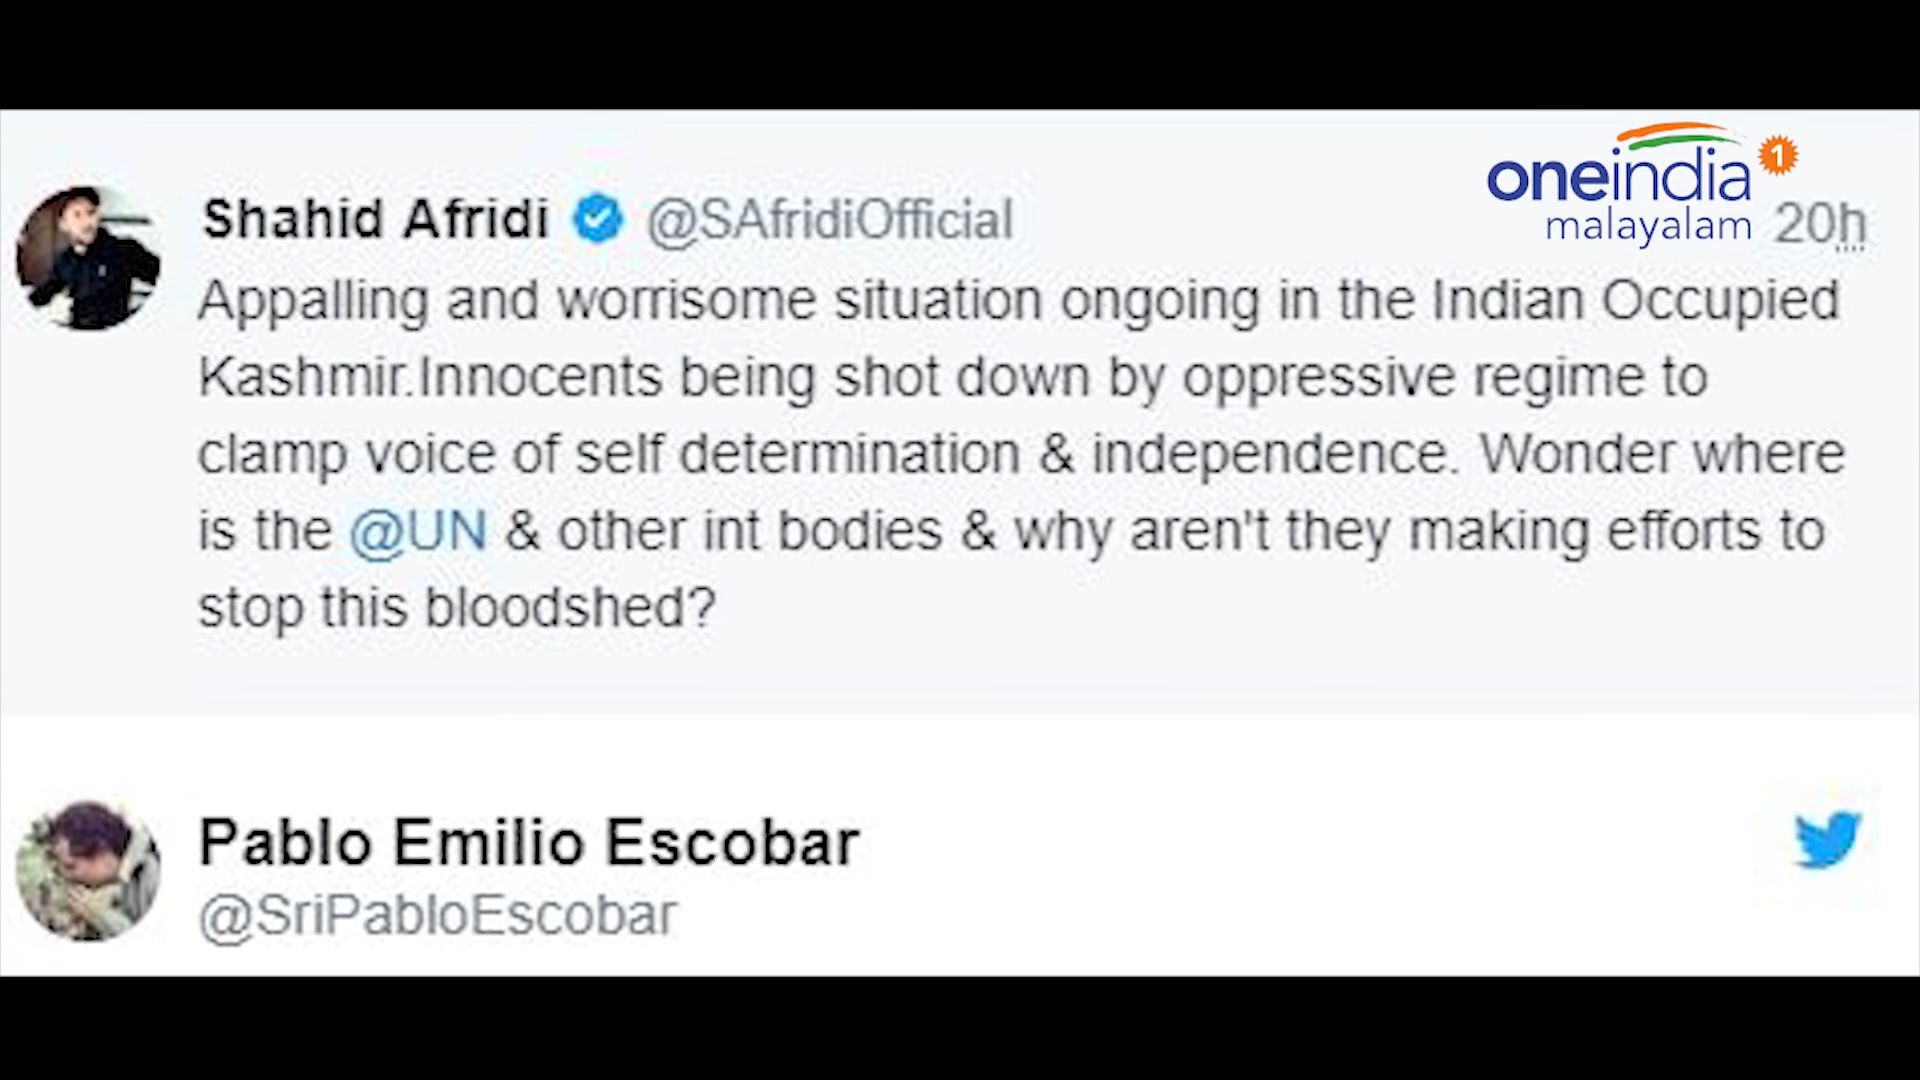 oneindia 1
malayalam
Shahid Afridi @SAfridiOfficial 20h
Appalling and worrisome situation ongoing in the Indian Occupied
Kashmir.Innocents being shot down by oppressive regime to
clamp voice of self determination & independence. Wonder where
is the @UN & other int bodies & why aren't they making efforts to
stop this bloodshed?
Pablo Emilio Escobar
@SriPabloEscobar